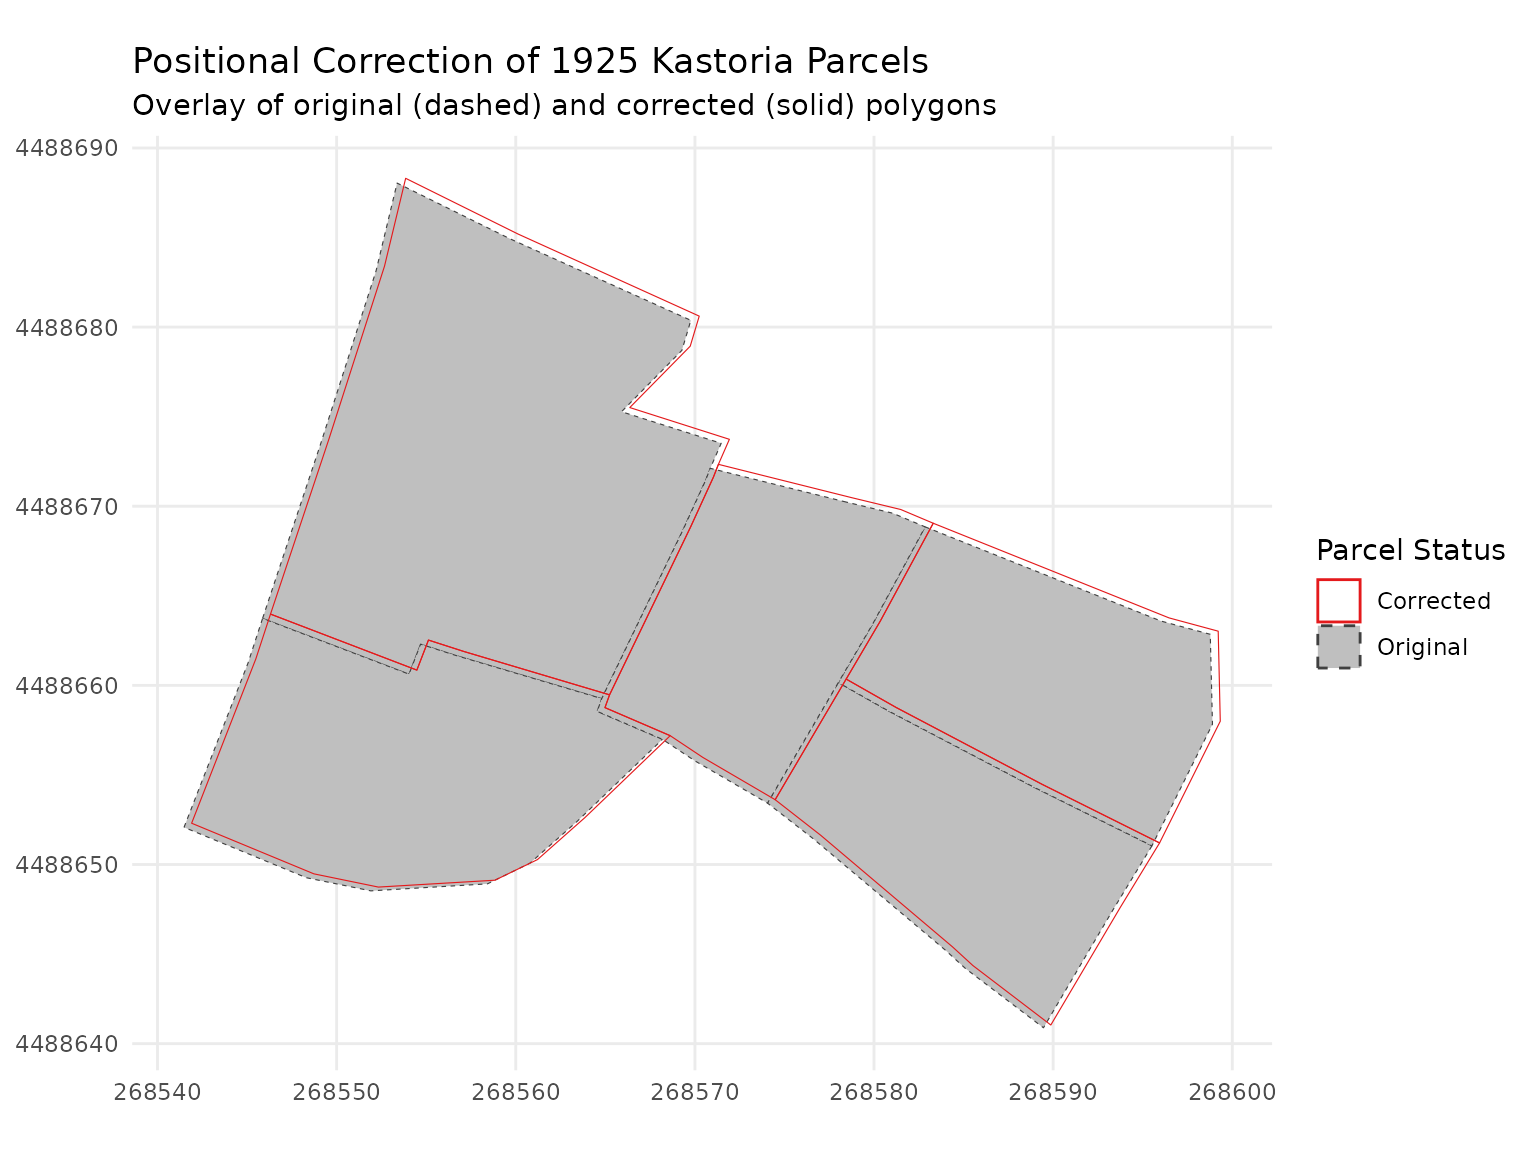 Positional Correction of 1925 Kastoria Parcels
Overlay of original (dashed) and corrected (solid) polygons
4488690
4488680
4488670
4488660
4488650
4488640
268540 268550 268560 268570 268580 268590 268600
Parcel Status
Corrected
Original